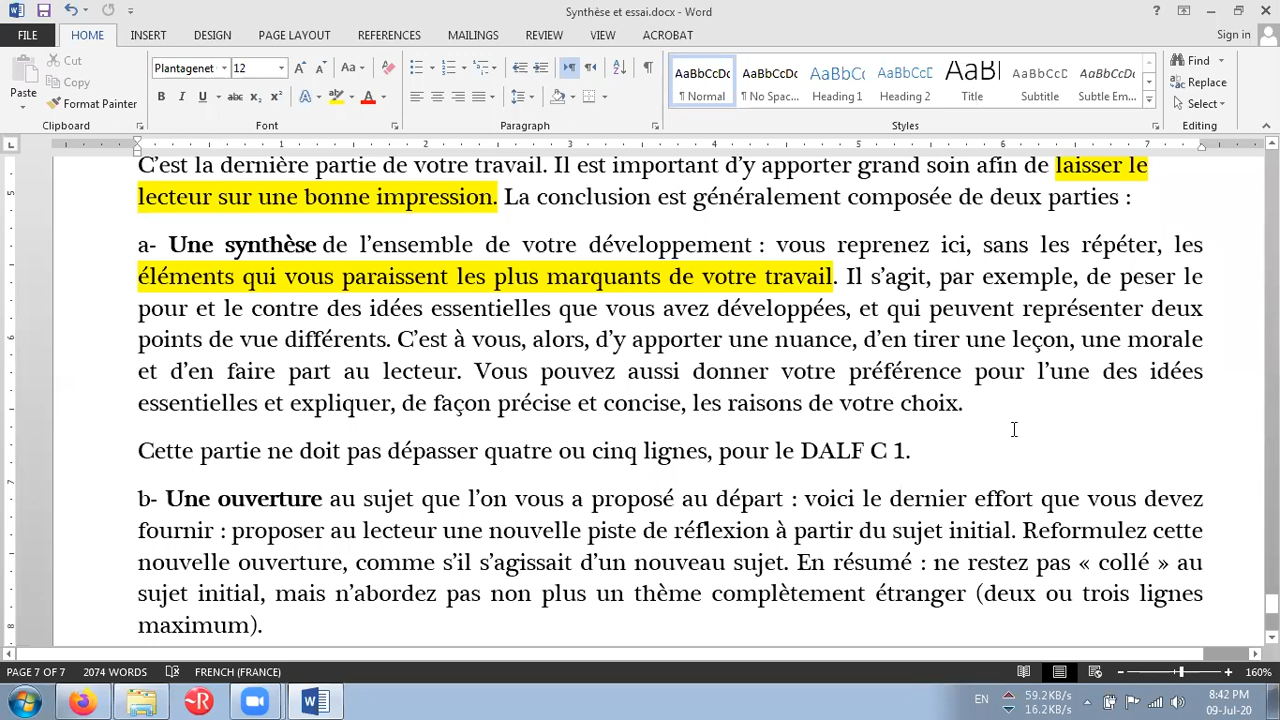 Synthèse et essai.docx - Word
FILE HOME INSERT DESIGN PAGE LAYOUT REFERENCES MAILINGS REVIEW VIEW ACROBAT Sign in
Cut
Copy
Format Painter
Paste
Clipboard
Plantagenet 12
Font
Paragraph
AaBbCcDc AaBbCcDc AaBbCc AaBbCcD AaBl AaBbCcD AaBbCcDc
¶ Normal ¶ No Spac... Heading 1 Heading 2 Title Subtitle Subtle Em...
Styles
Find
Replace
Select
Editing
1 2 3 4 5 6 7
C’est la dernière partie de votre travail. Il est important d’y apporter grand soin afin de laisser le
lecteur sur une bonne impression. La conclusion est généralement composée de deux parties :
a- Une synthèse de l’ensemble de votre développement : vous reprenez ici, sans les répéter, les
éléments qui vous paraissent les plus marquants de votre travail. Il s’agit, par exemple, de peser le
pour et le contre des idées essentielles que vous avez développées, et qui peuvent représenter deux
points de vue différents. C’est à vous, alors, d’y apporter une nuance, d’en tirer une leçon, une morale
et d’en faire part au lecteur. Vous pouvez aussi donner votre préférence pour l’une des idées
essentielles et expliquer, de façon précise et concise, les raisons de votre choix.
Cette partie ne doit pas dépasser quatre ou cinq lignes, pour le DALF C 1.
b- Une ouverture au sujet que l’on vous a proposé au départ : voici le dernier effort que vous devez
fournir : proposer au lecteur une nouvelle piste de réflexion à partir du sujet initial. Reformulez cette
nouvelle ouverture, comme s’il s’agissait d’un nouveau sujet. En résumé : ne restez pas « collé » au
sujet initial, mais n’abordez pas non plus un thème complètement étranger (deux ou trois lignes
maximum).
PAGE 7 OF 7 2074 WORDS FRENCH (FRANCE) 160%
EN 59.2KB/s 8:42 PM
16.2KB/s 09-Jul-20